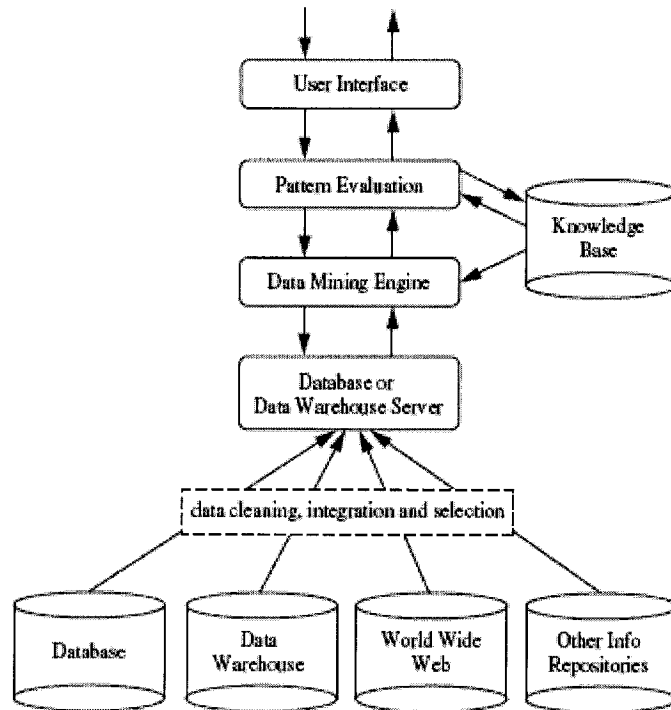 User Interface
Pattern Evaluation
Knowledge
Base
Data Mining Engine
Database or
Data Warehouse Server
data cleaning, integration and selection
Database
Data
Warehouse
World Wide
Web
Other Info
Repositories